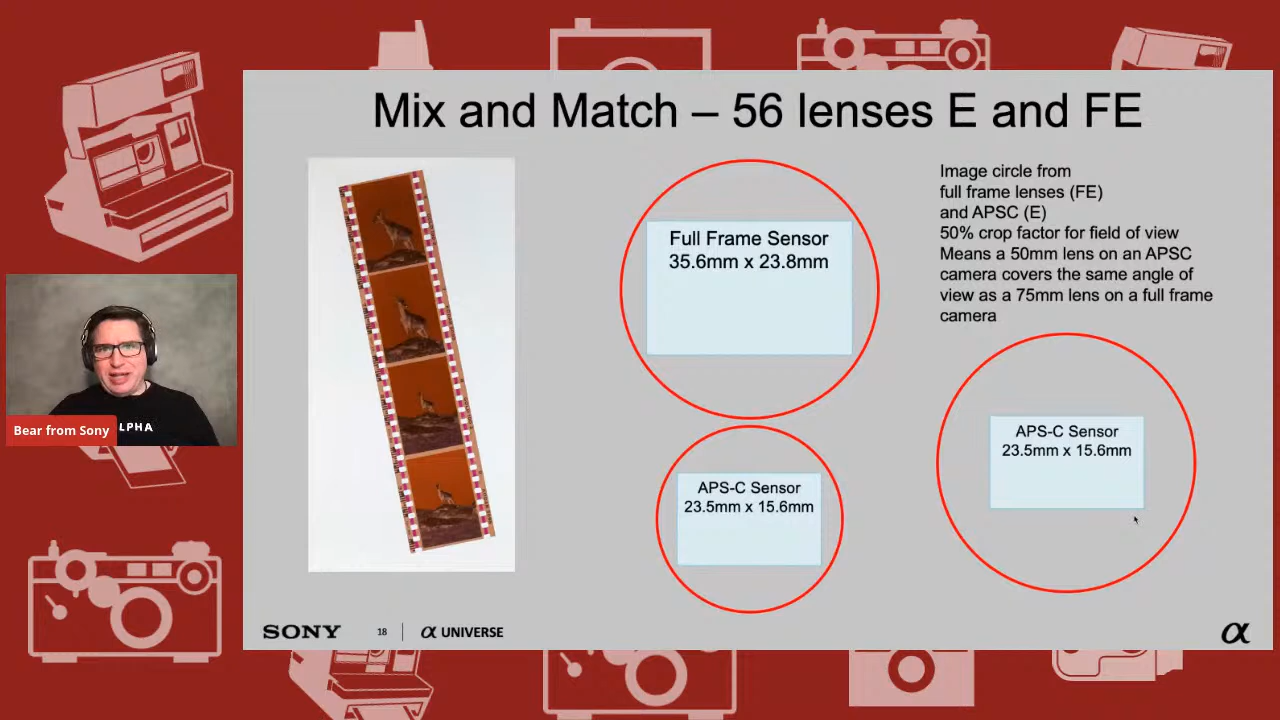 Mix and Match – 56 lenses E and FE
Image circle from
full frame lenses (FE)
and APSC (E)
50% crop factor for field of view
Means a 50mm lens on an APSC
camera covers the same angle of
view as a 75mm lens on a full frame
camera
Full Frame Sensor
35.6mm x 23.8mm
APS-C Sensor
23.5mm x 15.6mm
APS-C Sensor
23.5mm x 15.6mm
Bear from Sony
LPHA
SONY
18
α UNIVERSE
α